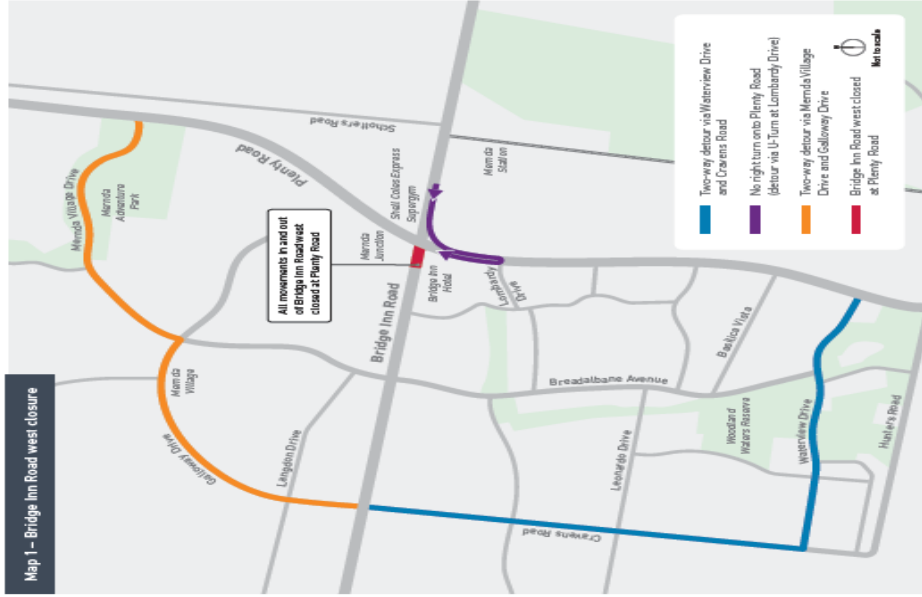 Map 1 – Bridge Inn Road west closure
Mernda Village Drive
Mernda
Adventure
Park
Schotters Road
Plenty Road
All movements in and out
of Bridge Inn Road west
closed at Plenty Road
Mernda
Junction
Shell Coles Express
Supergym
Mernda
Station
Bridge Inn
Hotel
Bridge Inn Road
Lombardy
Drive
Mernda
Village
Galloway Drive
Langdon Drive
Breadalbane Avenue
Basilica Vista
Leonardo Drive
Woodland
Waters Reserve
Waterview Drive
Hunters Road
Cravens Road
Two-way detour via Waterview Drive
and Cravens Road
No right turn onto Plenty Road
(detour via U-Turn at Lombardy Drive)
Two-way detour via Mernda Village
Drive and Galloway Drive
Bridge Inn Road west closed
at Plenty Road
N
Not to scale